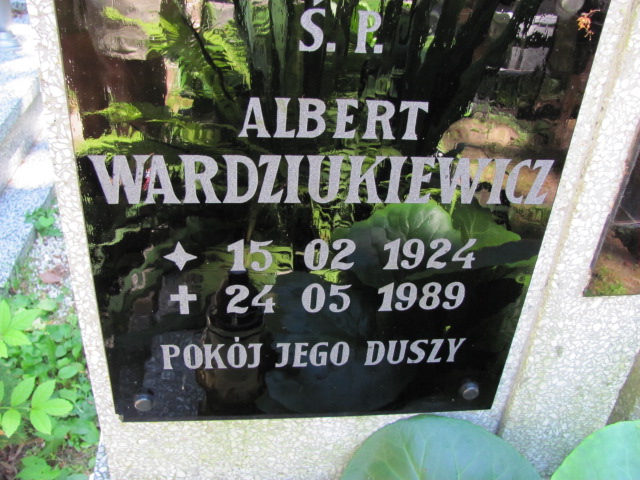 Ś. P.
ALBERT
WARDZIUKIEWICZ
✦ 15 02 1924
✝ 24 05 1989
POKÓJ JEGO DUSZY